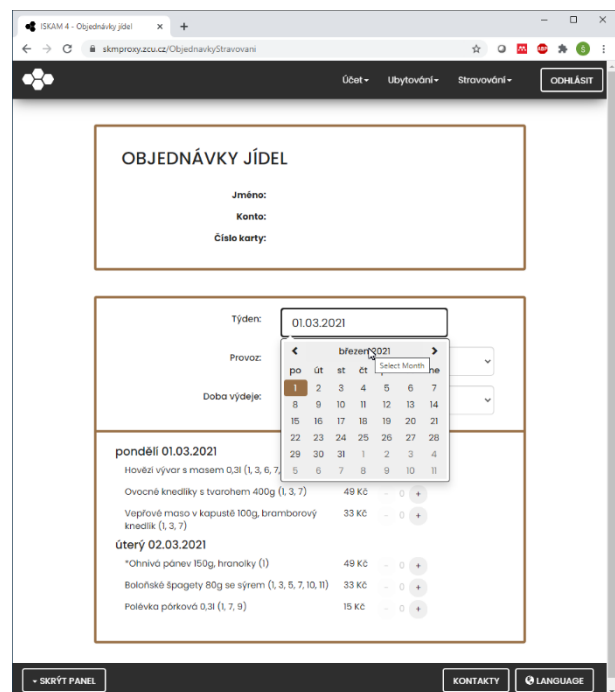 ISKAM 4 - Objednávky jídel
skmproxy.zcu.cz/ObjednavkyStravovani
ABP
S
Účet
Ubytování
Stravování
ODHLÁSIT
OBJEDNÁVKY JÍDEL
Jméno:
Konto:
Číslo karty:
Týden: 01.03.2021
Provoz:
Doba výdeje:
březen 2021
Select Month
po út st čt ne
1 2 3 4 5 6 7
8 9 10 11 12 13 14
15 16 17 18 19 20 21
22 23 24 25 26 27 28
29 30 31 1 2 3 4
5 6 7 8 9 10 11
pondělí 01.03.2021
Hovězí vývar s masem 0,3l (1, 3, 6, 7,
Ovocné knedlíky s tvarohem 400g (1, 3, 7) 49 Kč - 0 +
Vepřové maso v kapustě 100g, bramborový 33 Kč - 0 +
knedlík (1, 3, 7)
úterý 02.03.2021
*Ohnivá pánev 150g, hranolky (1) 49 Kč - 0 +
Boloňské špagety 80g se sýrem (1, 3, 5, 7, 10, 11) 33 Kč - 0 +
Polévka pórková 0,3l (1, 7, 9) 15 Kč - 0 +
SKRÝT PANEL
KONTAKTY
LANGUAGE